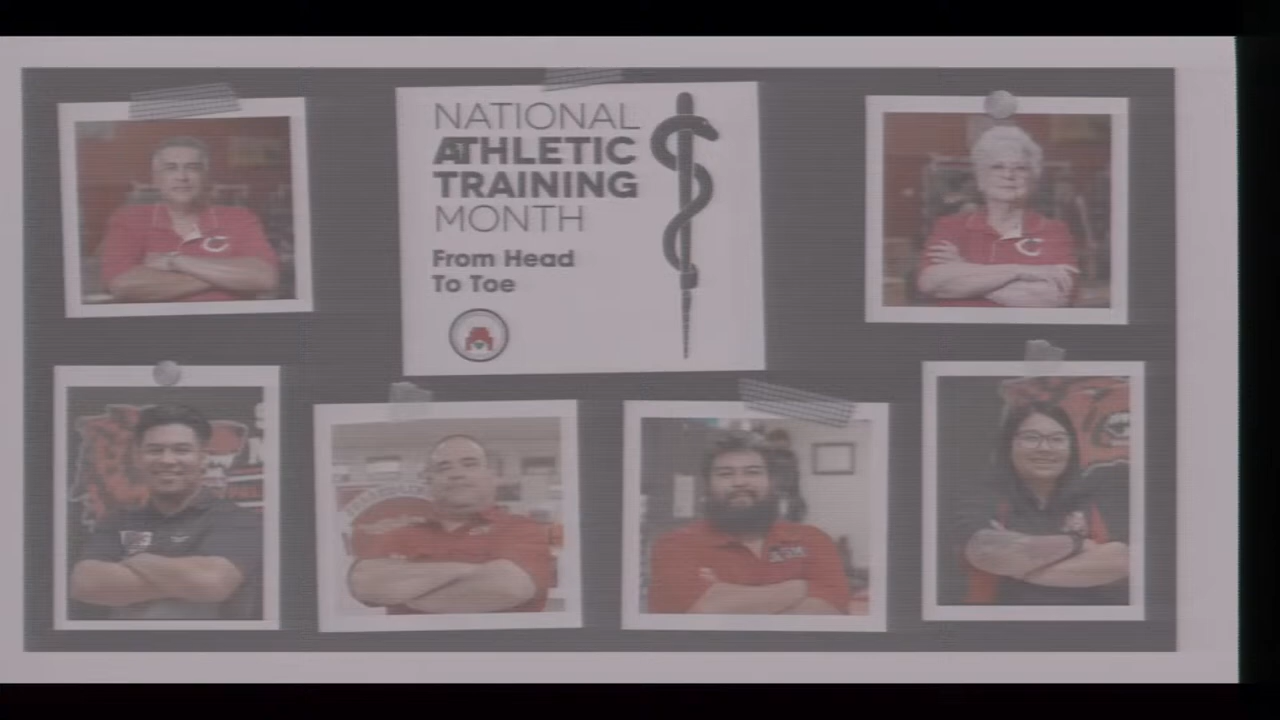 NATIONAL
ATHLETIC
TRAINING
MONTH
From Head
To Toe